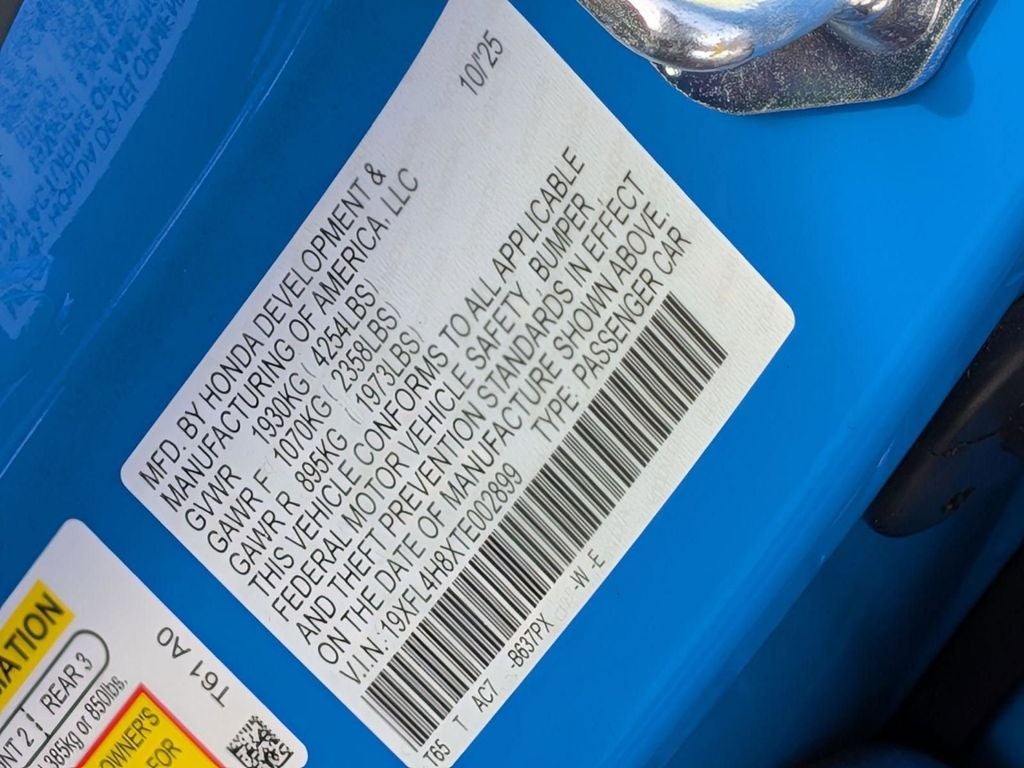 10/'25
MFD. BY HONDA DEVELOPMENT &
MANUFACTURING OF AMERICA, LLC
GVWR 1930KG ( 4254LBS)
GAWR F 1070KG ( 2358LBS)
GAWR R 895KG ( 1973LBS)
THIS VEHICLE CONFORMS TO ALL APPLICABLE
FEDERAL MOTOR VEHICLE SAFETY, BUMPER,
AND THEFT PREVENTION STANDARDS IN EFFECT
ON THE DATE OF MANUFACTURE SHOWN ABOVE.
V.I.N.:19XFL4H8XTE002899 TYPE: PASSENGER CAR
T65 T AC7 -B637PX -W -E
REAR 3
385kg or 850lbs.
OWNER'S
FOR
T61 A0